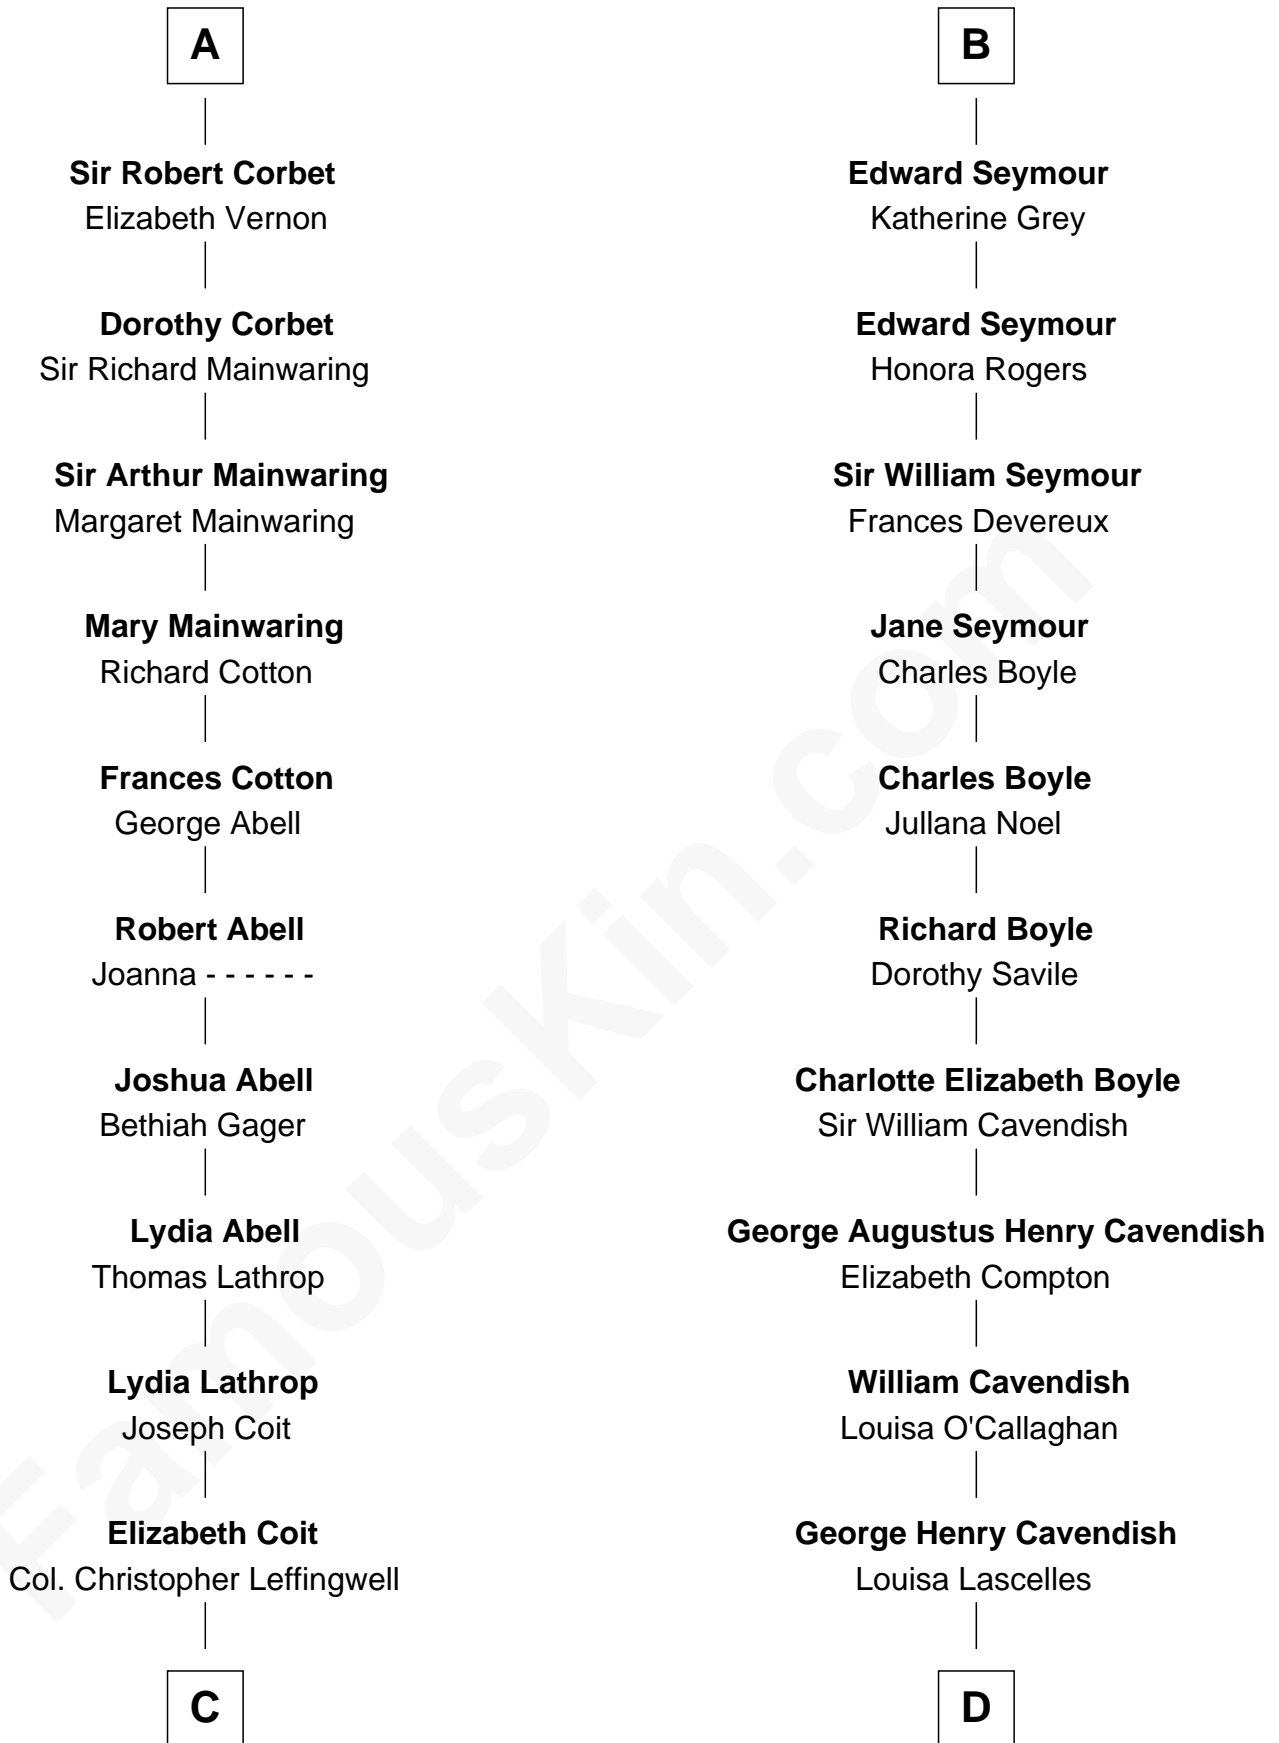 A
Sir Robert Corbet
Elizabeth Vernon
Dorothy Corbet
Sir Richard Mainwaring
Sir Arthur Mainwaring
Margaret Mainwaring
Mary Mainwaring
Richard Cotton
Frances Cotton
George Abell
Robert Abell
Joanna - - - - - -
Joshua Abell
Bethiah Gager
Lydia Abell
Thomas Lathrop
Lydia Lathrop
Joseph Coit
Elizabeth Coit
Col. Christopher Leffingwell
C
B
Edward Seymour
Katherine Grey
Edward Seymour
Honora Rogers
Sir William Seymour
Frances Devereux
Jane Seymour
Charles Boyle
Charles Boyle
Jullana Noel
Richard Boyle
Dorothy Savile
Charlotte Elizabeth Boyle
Sir William Cavendish
George Augustus Henry Cavendish
Elizabeth Compton
William Cavendish
Louisa O'Callaghan
George Henry Cavendish
Louisa Lascelles
D
FamousKin.com